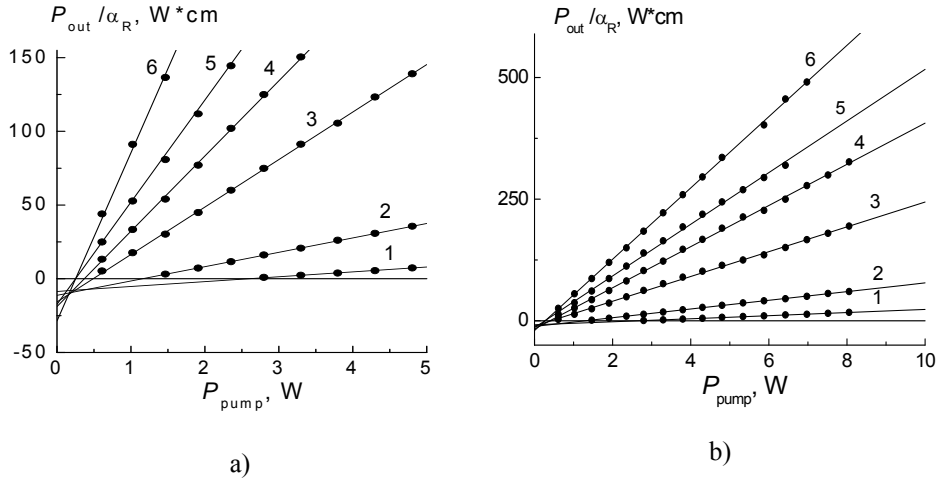 P_out /α_R, W*cm
150
100
50
0
-50
0 1 2 3 4 5
6 5 4 3 2 1
P_pump, W
a)
P_out /α_R, W*cm
500
250
0
0 2 4 6 8 10
6
5
4
3
2
1
P_pump, W
b)